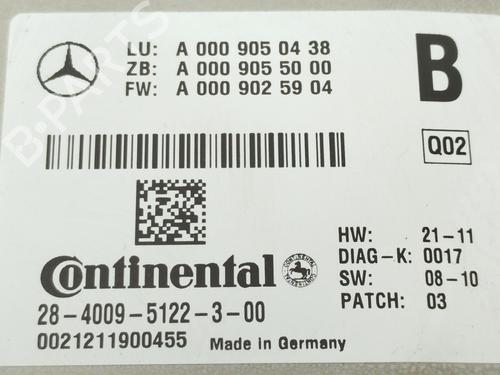 LU: A 000 905 04 38
ZB: A 000 905 50 00
FW: A 000 902 59 04
B
Q02
Continental
CONTINENTAL
HW: 21-11
DIAG-K: 0017
SW: 08-10
PATCH: 03
28-4009-5122-3-00
0021211900455 Made in Germany
B-PARTS